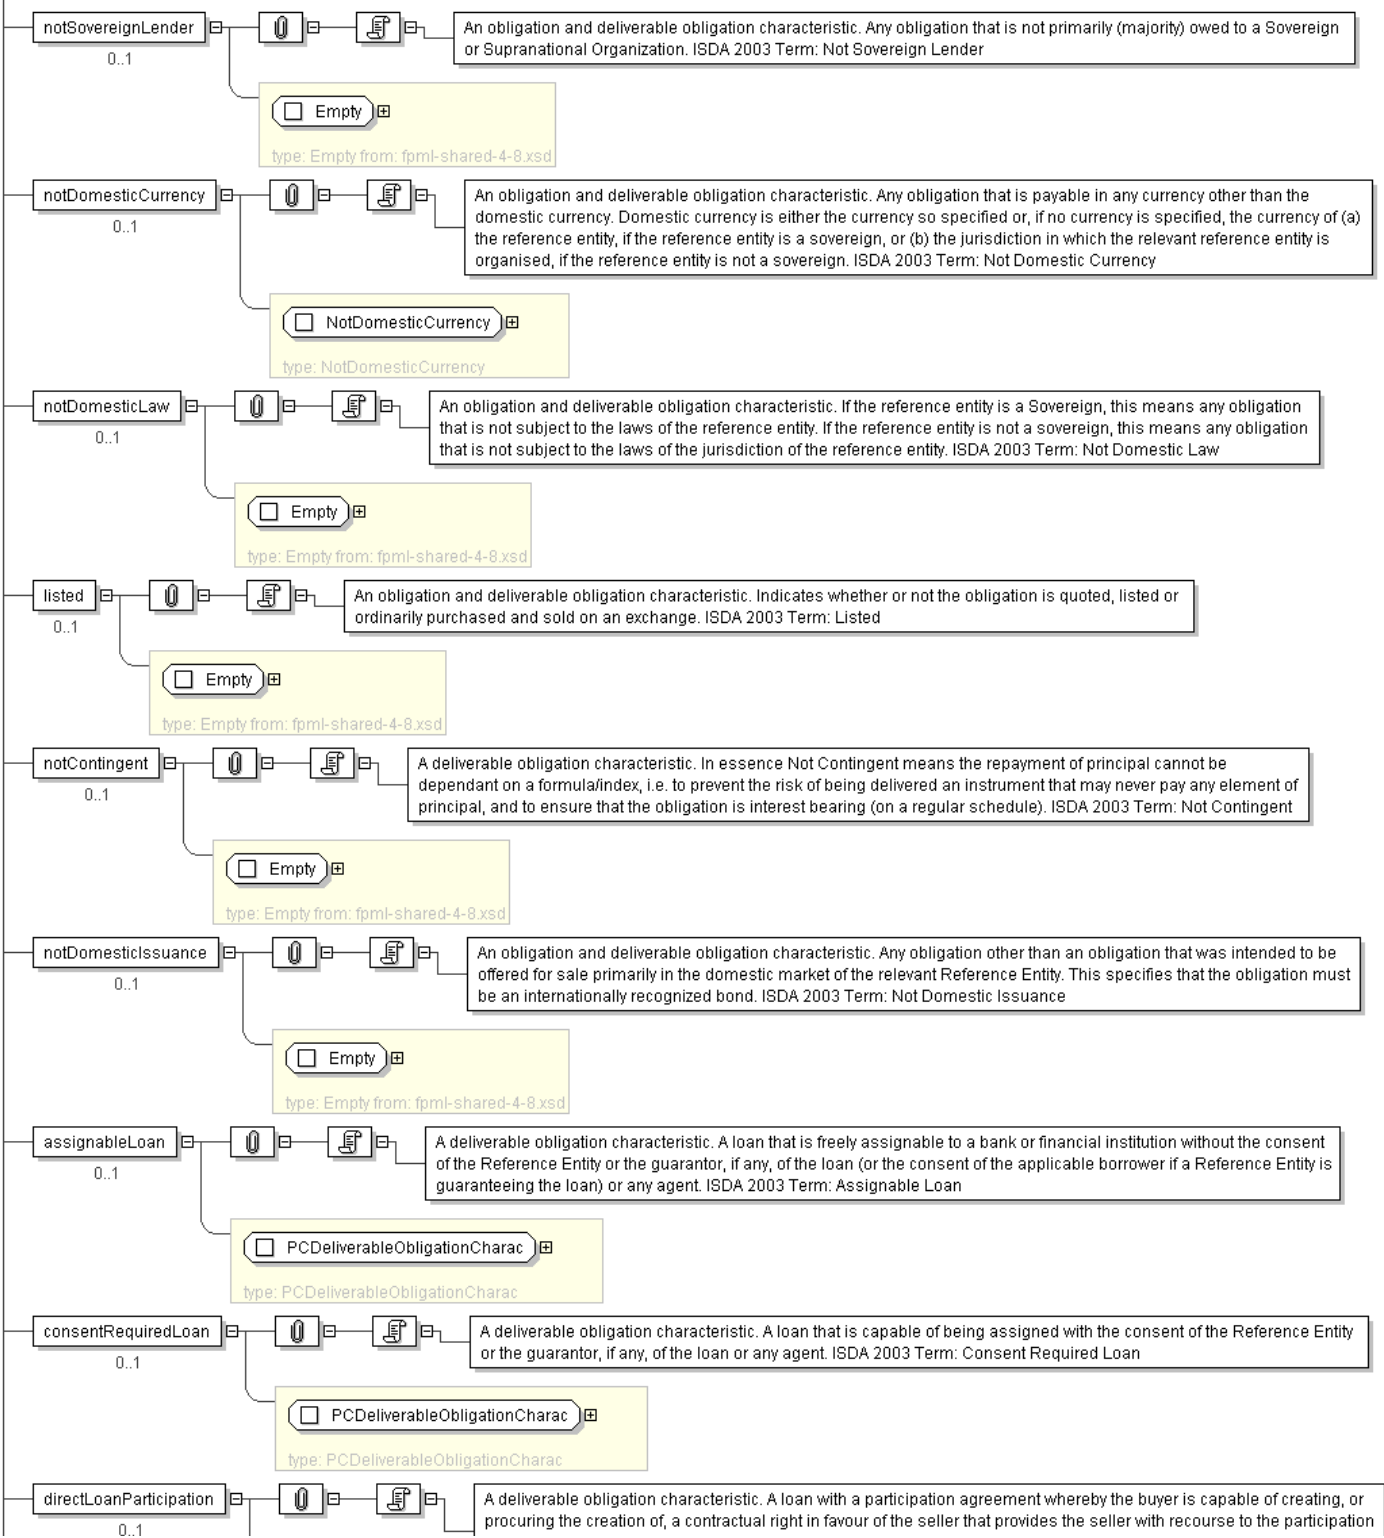 notSovereignLender
0..1
An obligation and deliverable obligation characteristic. Any obligation that is not primarily (majority) owed to a Sovereign
or Supranational Organization. ISDA 2003 Term: Not Sovereign Lender
Empty
type: Empty from: fpml-shared-4-8.xsd
notDomesticCurrency
0..1
An obligation and deliverable obligation characteristic. Any obligation that is payable in any currency other than the
domestic currency. Domestic currency is either the currency so specified or, if no currency is specified, the currency of (a)
the reference entity, if the reference entity is a sovereign, or (b) the jurisdiction in which the relevant reference entity is
organised, if the reference entity is not a sovereign. ISDA 2003 Term: Not Domestic Currency
NotDomesticCurrency
type: NotDomesticCurrency
notDomesticLaw
0..1
An obligation and deliverable obligation characteristic. If the reference entity is a Sovereign, this means any obligation
that is not subject to the laws of the reference entity. If the reference entity is not a sovereign, this means any obligation
that is not subject to the laws of the jurisdiction of the reference entity. ISDA 2003 Term: Not Domestic Law
Empty
type: Empty from: fpml-shared-4-8.xsd
listed
0..1
An obligation and deliverable obligation characteristic. Indicates whether or not the obligation is quoted, listed or
ordinarily purchased and sold on an exchange. ISDA 2003 Term: Listed
Empty
type: Empty from: fpml-shared-4-8.xsd
notContingent
0..1
A deliverable obligation characteristic. In essence Not Contingent means the repayment of principal cannot be
dependant on a formula/index, i.e. to prevent the risk of being delivered an instrument that may never pay any element of
principal, and to ensure that the obligation is interest bearing (on a regular schedule). ISDA 2003 Term: Not Contingent
Empty
type: Empty from: fpml-shared-4-8.xsd
notDomesticIssuance
0..1
An obligation and deliverable obligation characteristic. Any obligation other than an obligation that was intended to be
offered for sale primarily in the domestic market of the relevant Reference Entity. This specifies that the obligation must
be an internationally recognized bond. ISDA 2003 Term: Not Domestic Issuance
Empty
type: Empty from: fpml-shared-4-8.xsd
assignableLoan
0..1
A deliverable obligation characteristic. A loan that is freely assignable to a bank or financial institution without the consent
of the Reference Entity or the guarantor, if any, of the loan (or the consent of the applicable borrower if a Reference Entity is
guaranteeing the loan) or any agent. ISDA 2003 Term: Assignable Loan
PCDeliverableObligationCharac
type: PCDeliverableObligationCharac
consentRequiredLoan
0..1
A deliverable obligation characteristic. A loan that is capable of being assigned with the consent of the Reference Entity
or the guarantor, if any, of the loan or any agent. ISDA 2003 Term: Consent Required Loan
PCDeliverableObligationCharac
type: PCDeliverableObligationCharac
directLoanParticipation
0..1
A deliverable obligation characteristic. A loan with a participation agreement whereby the buyer is capable of creating, or
procuring the creation of, a contractual right in favour of the seller that provides the seller with recourse to the participation